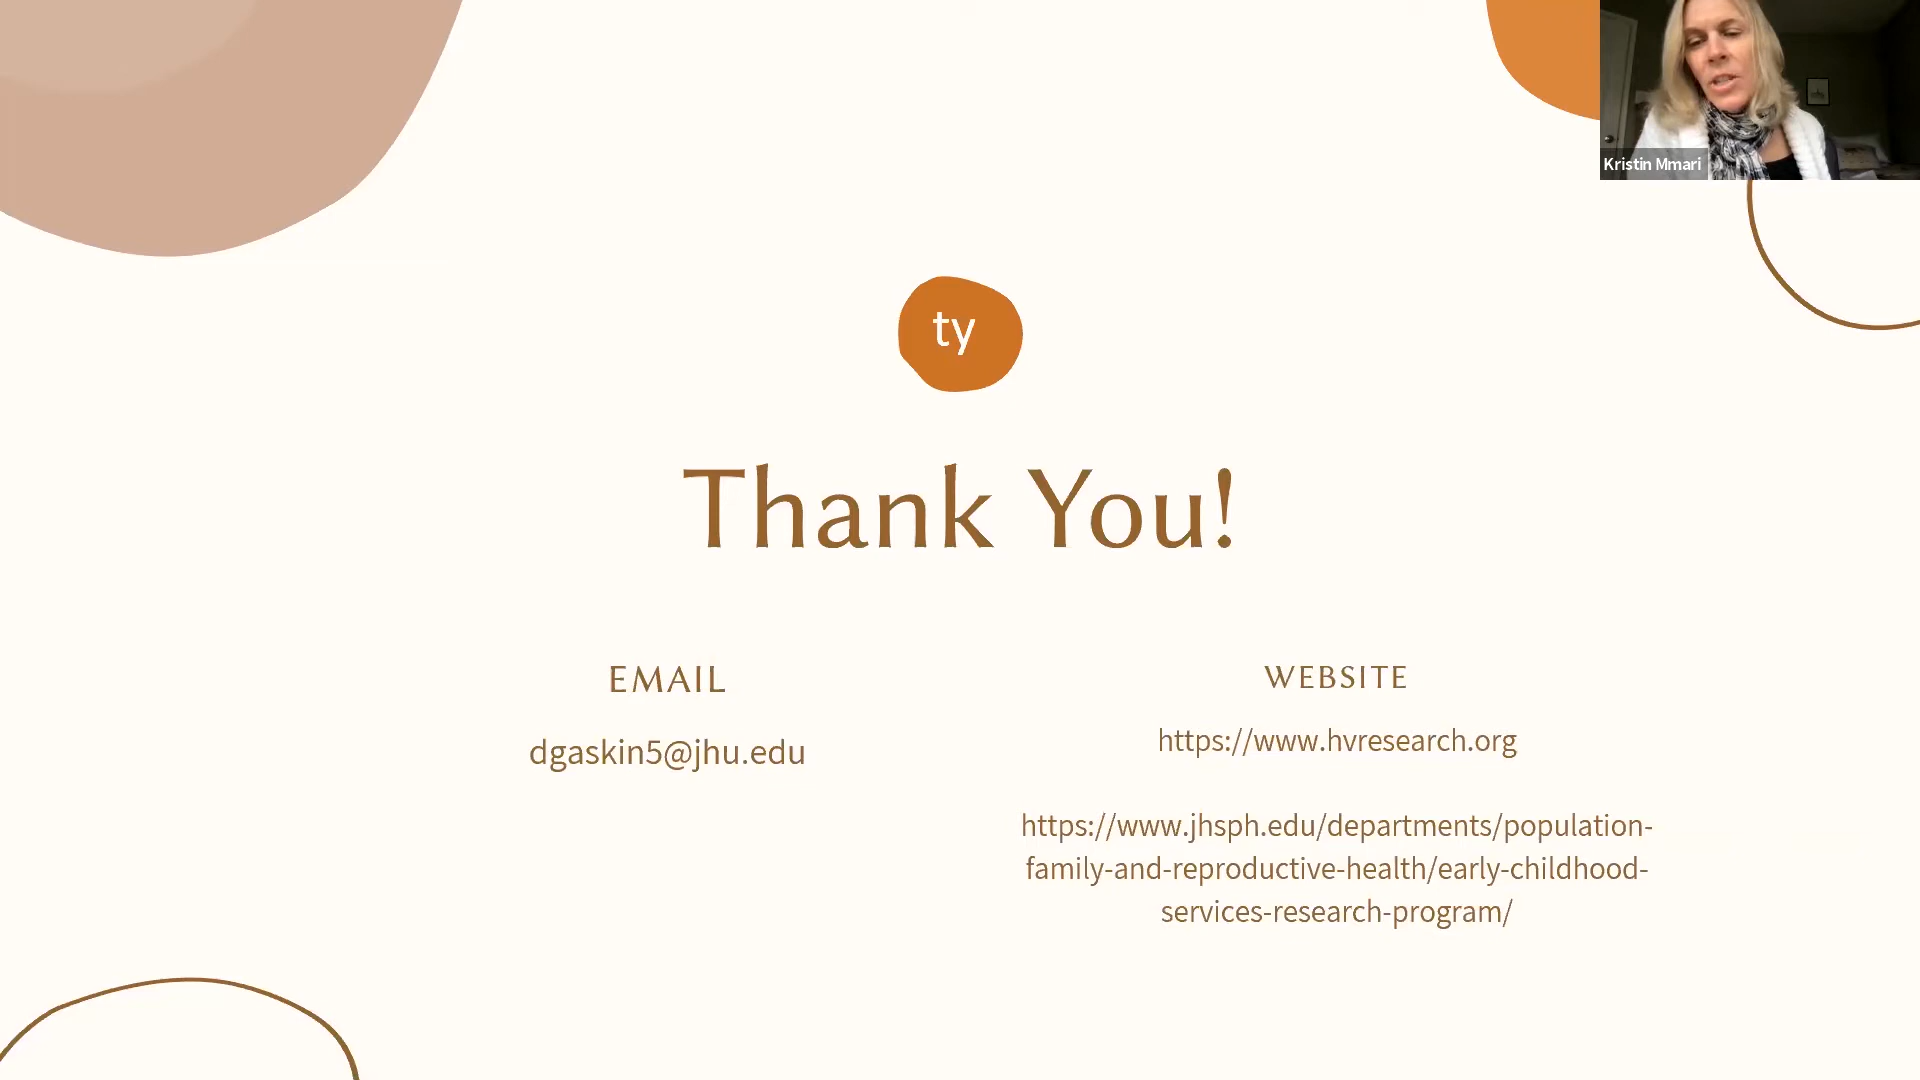 Kristin Mmari
ty
Thank You!
EMAIL
dgaskin5@jhu.edu
WEBSITE
https://www.hvresearch.org
https://www.jhsph.edu/departments/population-
family-and-reproductive-health/early-childhood-
services-research-program/